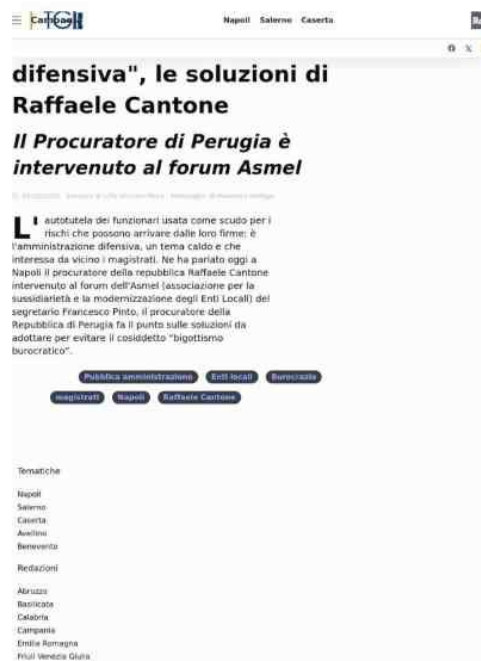 Campania
TGR
Napoli Salerno Caserta
difensiva", le soluzioni di
Raffaele Cantone
Il Procuratore di Perugia è
intervenuto al forum Asmel
L'autotutela dei funzionari usata come scudo per i
rischi che possono arrivare dalle loro firme: è
l'amministrazione difensiva, un tema caldo e che
interessa da vicino i magistrati. Ne ha parlato oggi a
Napoli il procuratore della repubblica Raffaele Cantone
intervenuto al forum dell'Asmel (associazione per la
sussidiarietà e la modernizzazione degli Enti Locali) del
segretario Francesco Pinto, il procuratore della
Repubblica di Perugia fa il punto sulle soluzioni da
adottare per evitare il cosiddetto "bigottismo
burocratico".
Pubblica amministrazione Enti locali Burocrazia
magistrati Napoli Raffaele Cantone
Tematiche
Napoli
Salerno
Caserta
Avellino
Benevento
Redazioni
Abruzzo
Basilicata
Calabria
Campania
Emilia Romagna
Friuli Venezia Giulia